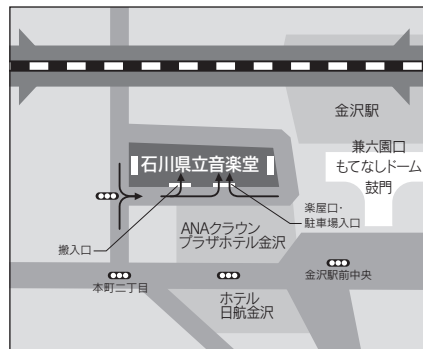 金沢駅
兼六園口
もてなしドーム
鼓門
石川県立音楽堂
楽屋口・
駐車場入口
搬入口
ANAクラウン
プラザホテル金沢
金沢駅前中央
本町二丁目
ホテル
日航金沢